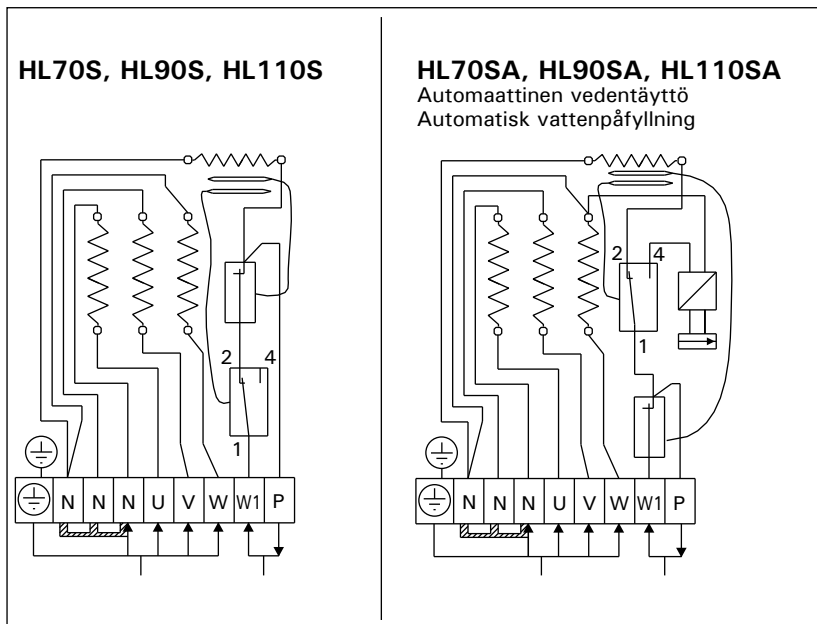 HL70S, HL90S, HL110S
2 4
1
N N N U V W W1 P
HL70SA, HL90SA, HL110SA
Automaattinen vedentäyttö
Automatisk vattenpåfyllning
2 4
1
N N N U V W W1 P